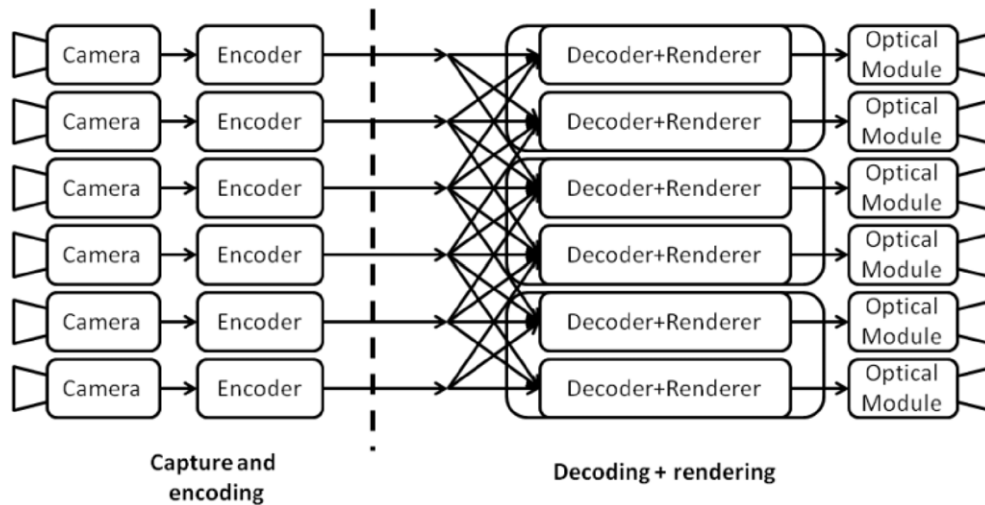 Camera Encoder Decoder+Renderer Optical
Module
Camera Encoder Decoder+Renderer Optical
Module
Camera Encoder Decoder+Renderer Optical
Module
Camera Encoder Decoder+Renderer Optical
Module
Camera Encoder Decoder+Renderer Optical
Module
Camera Encoder Decoder+Renderer Optical
Module
Capture and
encoding
Decoding + rendering